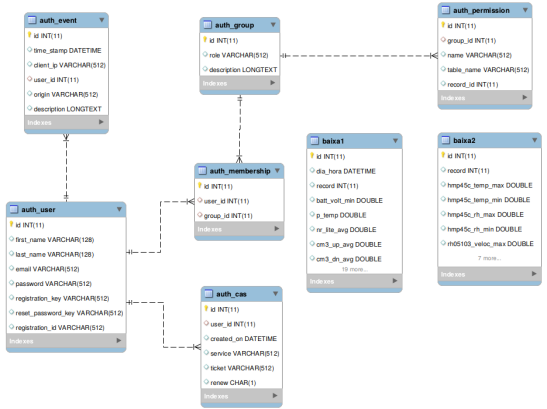 auth_event
id INT(11)
time_stamp DATETIME
client_ip VARCHAR(512)
user_id INT(11)
origin VARCHAR(512)
description LONGTEXT
Indexes
auth_group
id INT(11)
role VARCHAR(512)
description LONGTEXT
Indexes
auth_permission
id INT(11)
group_id INT(11)
name VARCHAR(512)
table_name VARCHAR(512)
record_id INT(11)
Indexes
auth_user
id INT(11)
first_name VARCHAR(128)
last_name VARCHAR(128)
email VARCHAR(512)
password VARCHAR(512)
registration_key VARCHAR(512)
reset_password_key VARCHAR(512)
registration_id VARCHAR(512)
Indexes
auth_membership
id INT(11)
user_id INT(11)
group_id INT(11)
Indexes
auth_cas
id INT(11)
user_id INT(11)
created_on DATETIME
service VARCHAR(512)
ticket VARCHAR(512)
renew CHAR(1)
Indexes
baixa1
id INT(11)
dia_hora DATETIME
record INT(11)
batt_volt_min DOUBLE
p_temp DOUBLE
nr_lite_avg DOUBLE
cm3_up_avg DOUBLE
cm3_dn_avg DOUBLE
19 more...
Indexes
baixa2
id INT(11)
record INT(11)
hmp45c_temp_max DOUBLE
hmp45c_temp_min DOUBLE
hmp45c_rh_max DOUBLE
hmp45c_rh_min DOUBLE
rh05103_veloc_max DOUBLE
7 more...
Indexes